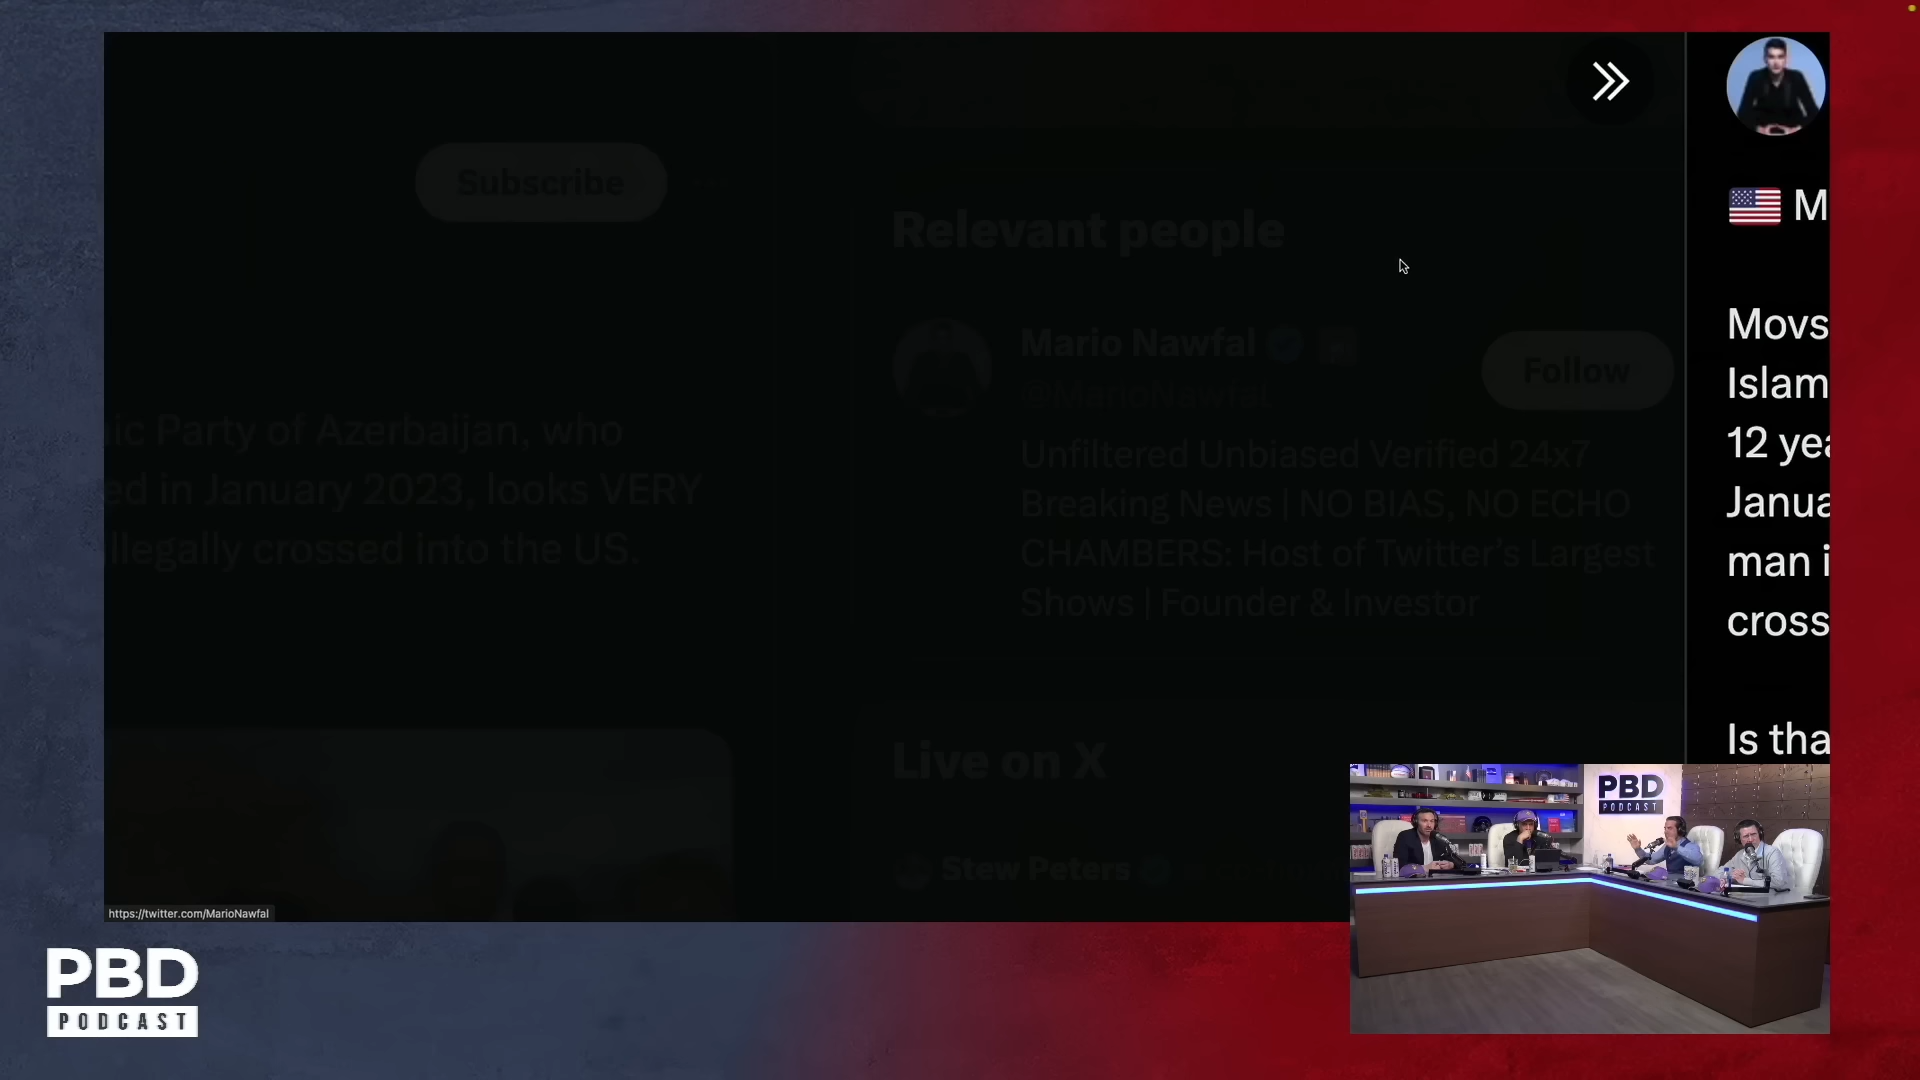 Subscribe
Relevant people
Mario Nawfal
@MarioNawfal
Follow
Unfiltered Unbiased Verified 24x7
Breaking News | NO BIAS, NO ECHO
CHAMBERS: Host of Twitter's Largest
Shows | Founder & Investor
ic Party of Azerbaijan, who
ed in January 2023, looks VERY
llegally crossed into the US.
Live on X
Stew Peters
M
Movs
Islam
12 yea
Janua
man i
cross
Is tha
https://twitter.com/MarioNawfal
PBD
PODCAST
PBD
PODCAST